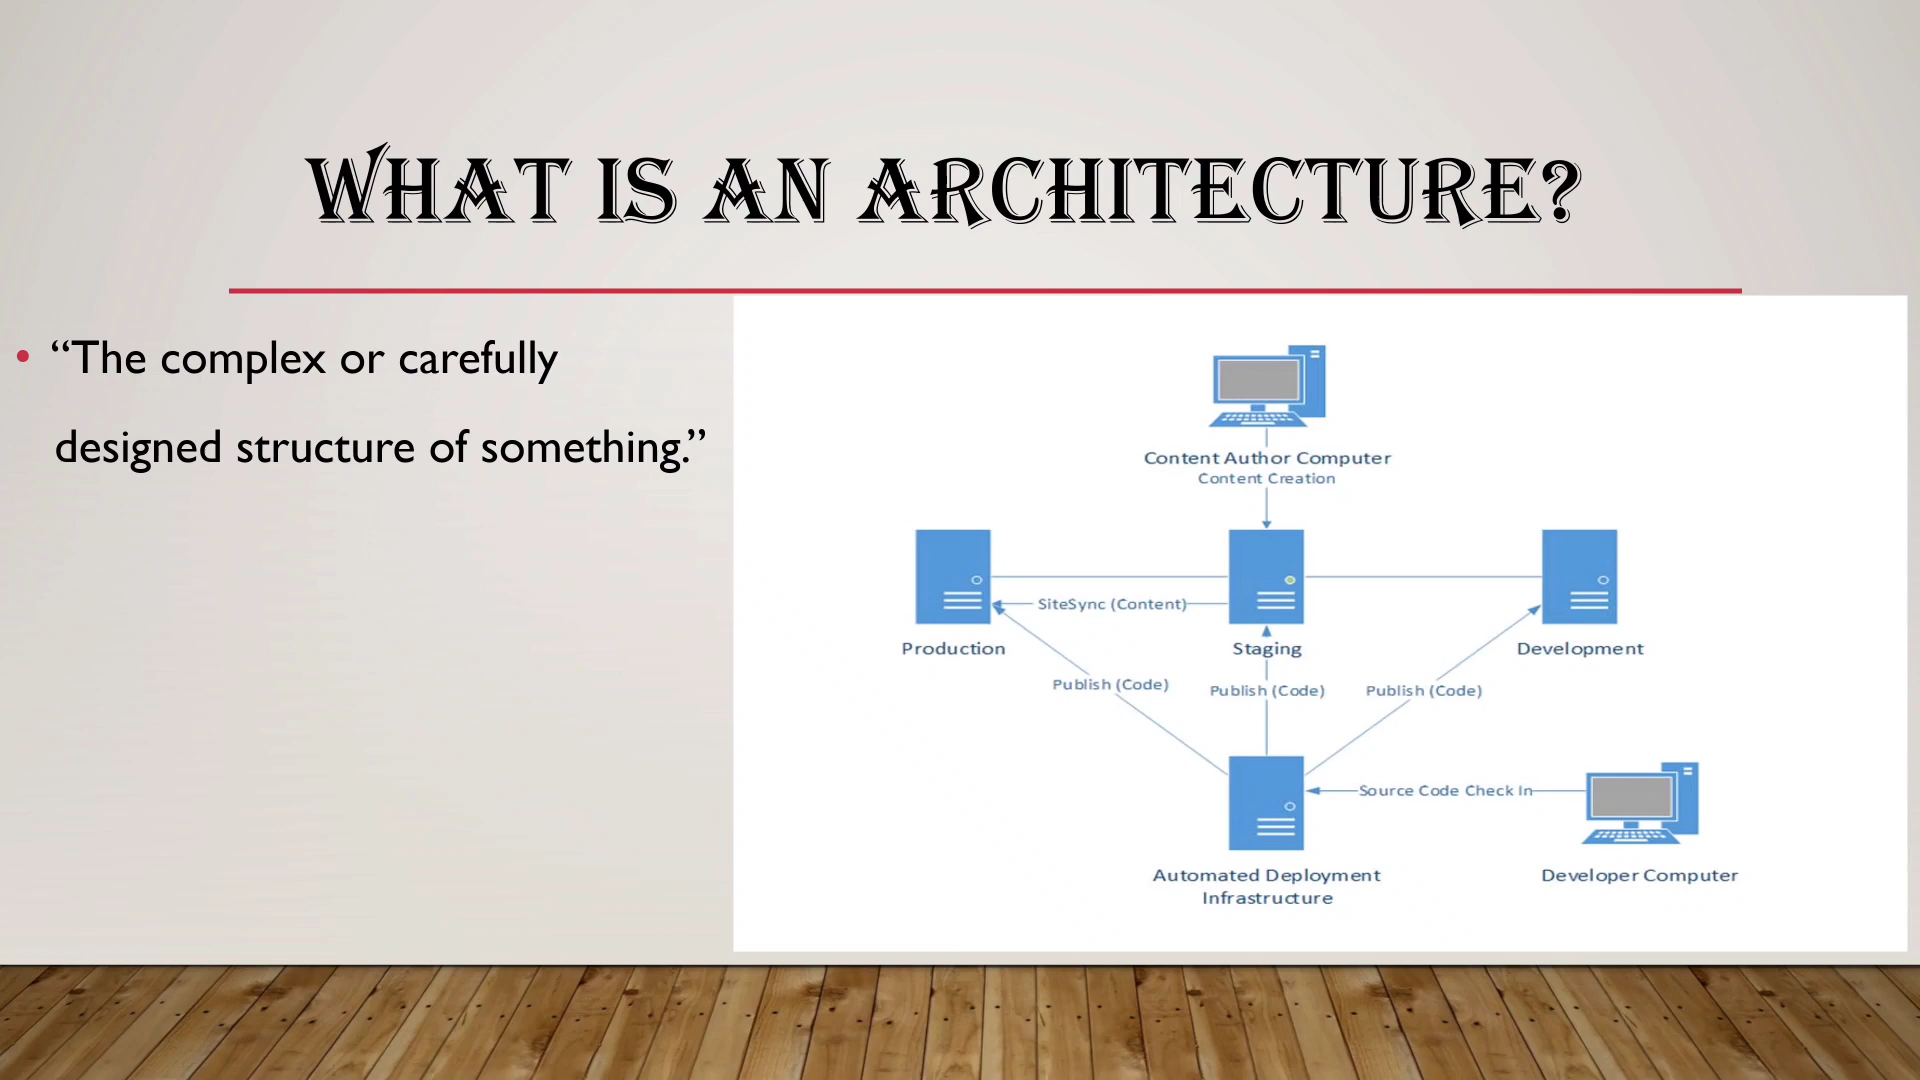 WHAT IS AN ARCHITECTURE?
• “The complex or carefully
designed structure of something.”
Content Author Computer
Content Creation
SiteSync (Content)
Production
Staging
Development
Publish (Code)
Publish (Code)
Publish (Code)
Source Code Check In
Automated Deployment
Infrastructure
Developer Computer